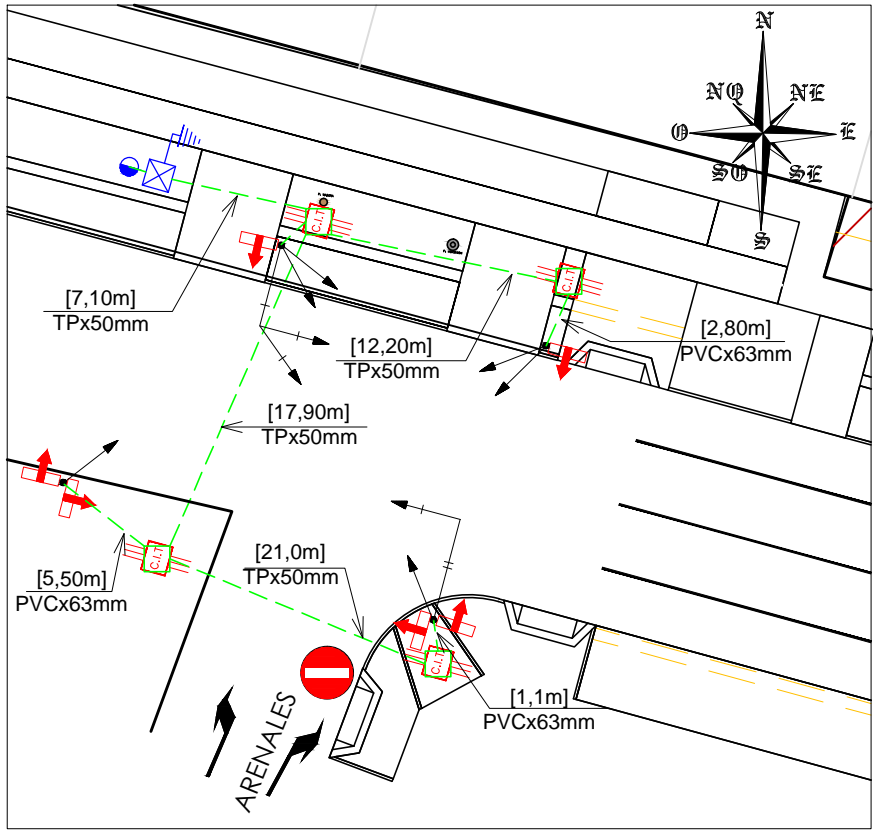 N
NO
NE
O
E
SO
SE
S
C.I.T.
C.I.T.
[7,10m]
TPx50mm
[12,20m]
TPx50mm
[2,80m]
PVCx63mm
[17,90m]
TPx50mm
C.I.T.
[5,50m]
PVCx63mm
[21,0m]
TPx50mm
C.I.T.
[1,1m]
PVCx63mm
ARENALES